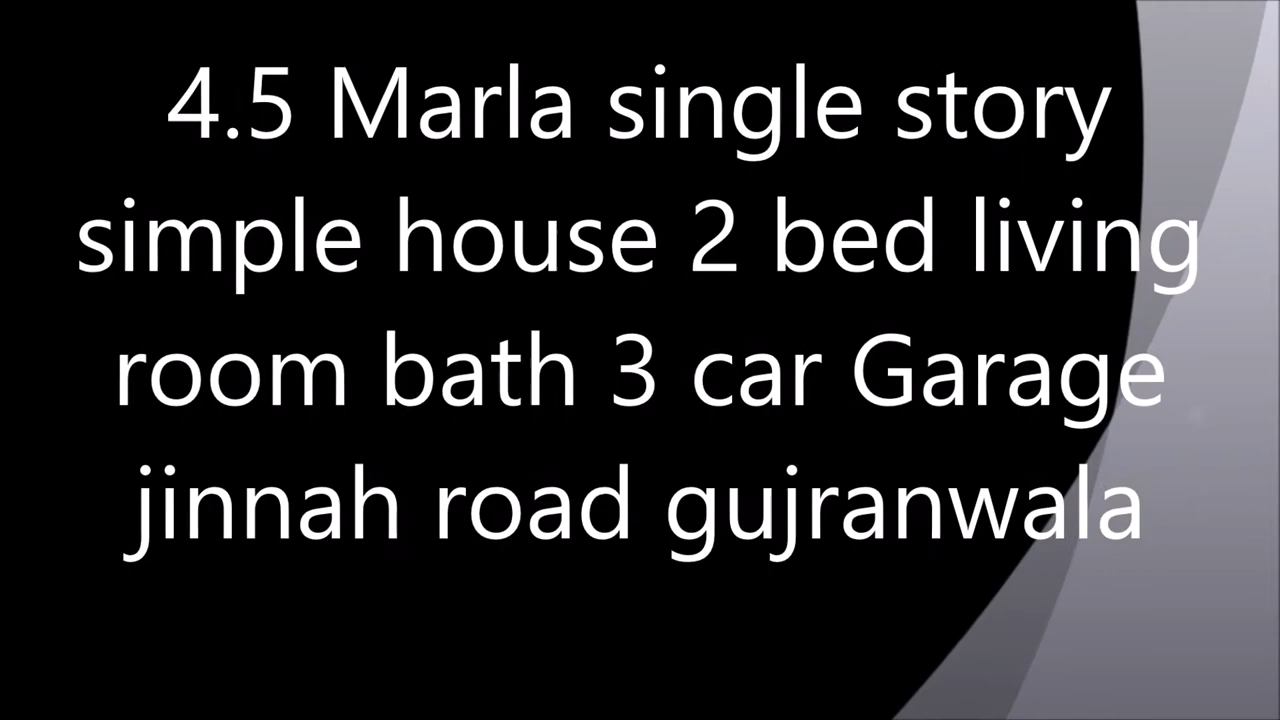 4.5 Marla single story
simple house 2 bed living
room bath 3 car Garage
jinnah road gujranwala